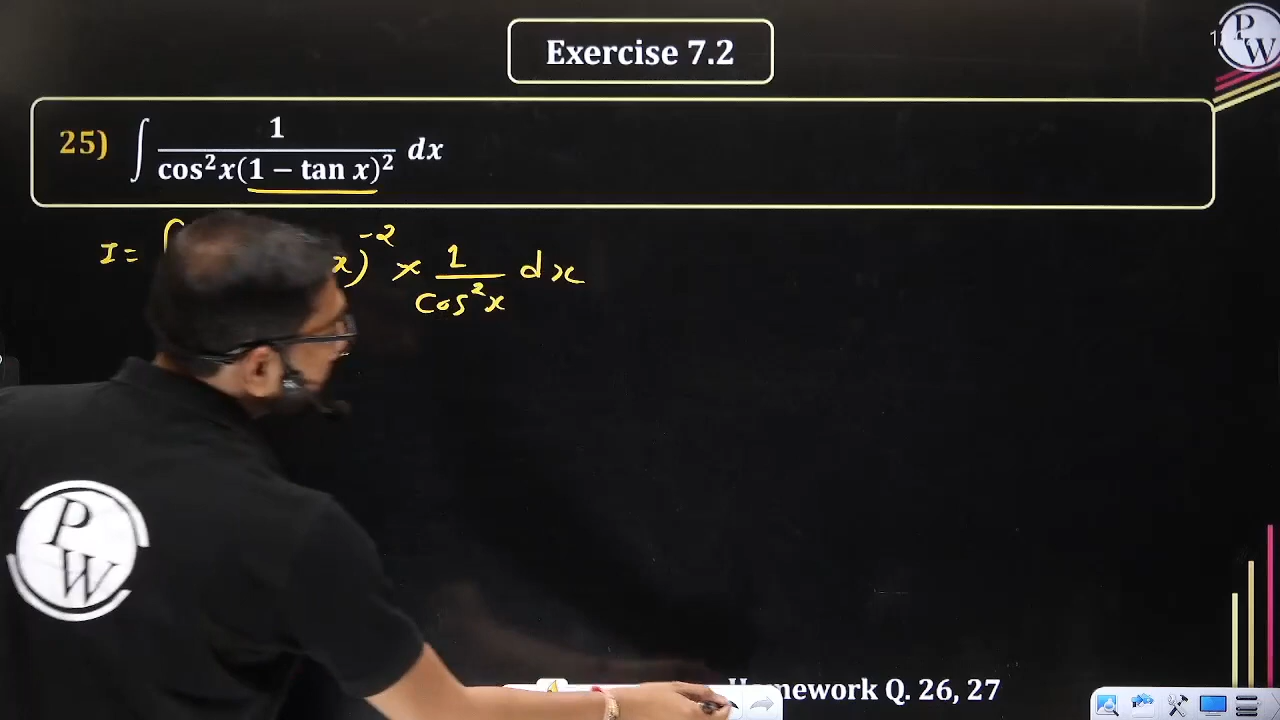 Exercise 7.2
P
W
25) ∫ 1/(cos²x(1 − tan x)²) dx
I = ∫ x)⁻² × 1/(cos²x) dx
P
W
Homework Q. 26, 27